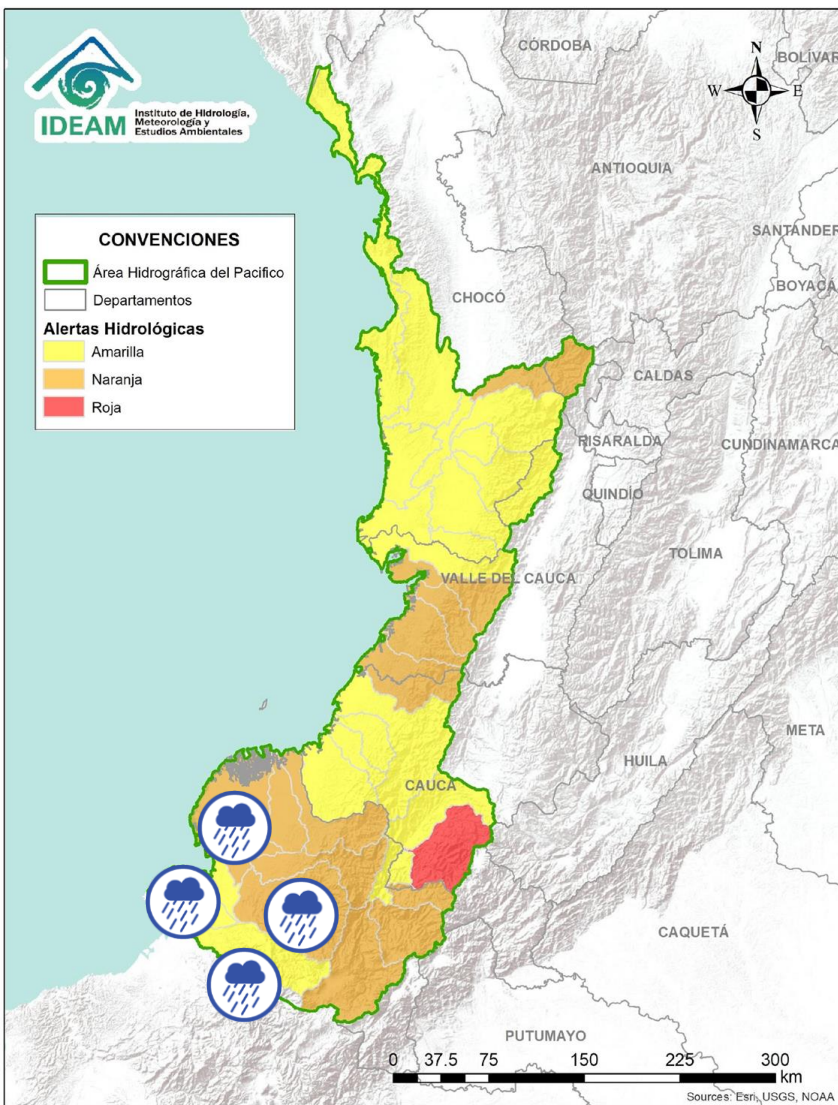 IDEAM
Instituto de Hidrología,
Meteorología y
Estudios Ambientales
CÓRDOBA
BOLÍVAR
N
W
E
S
ANTIOQUIA
SANTANDER
BOYACÁ
CONVENCIONES
Área Hidrográfica del Pacifico
Departamentos
Alertas Hidrológicas
Amarilla
Naranja
Roja
CHOCÓ
CALDAS
RISARALDA
CUNDINAMARCA
QUINDÍO
TOLIMA
VALLE DEL CAUCA
META
HUILA
CAUCA
CAQUETÁ
PUTUMAYO
0 37.5 75 150 225 300
km
Sources: Esri, USGS, NOAA